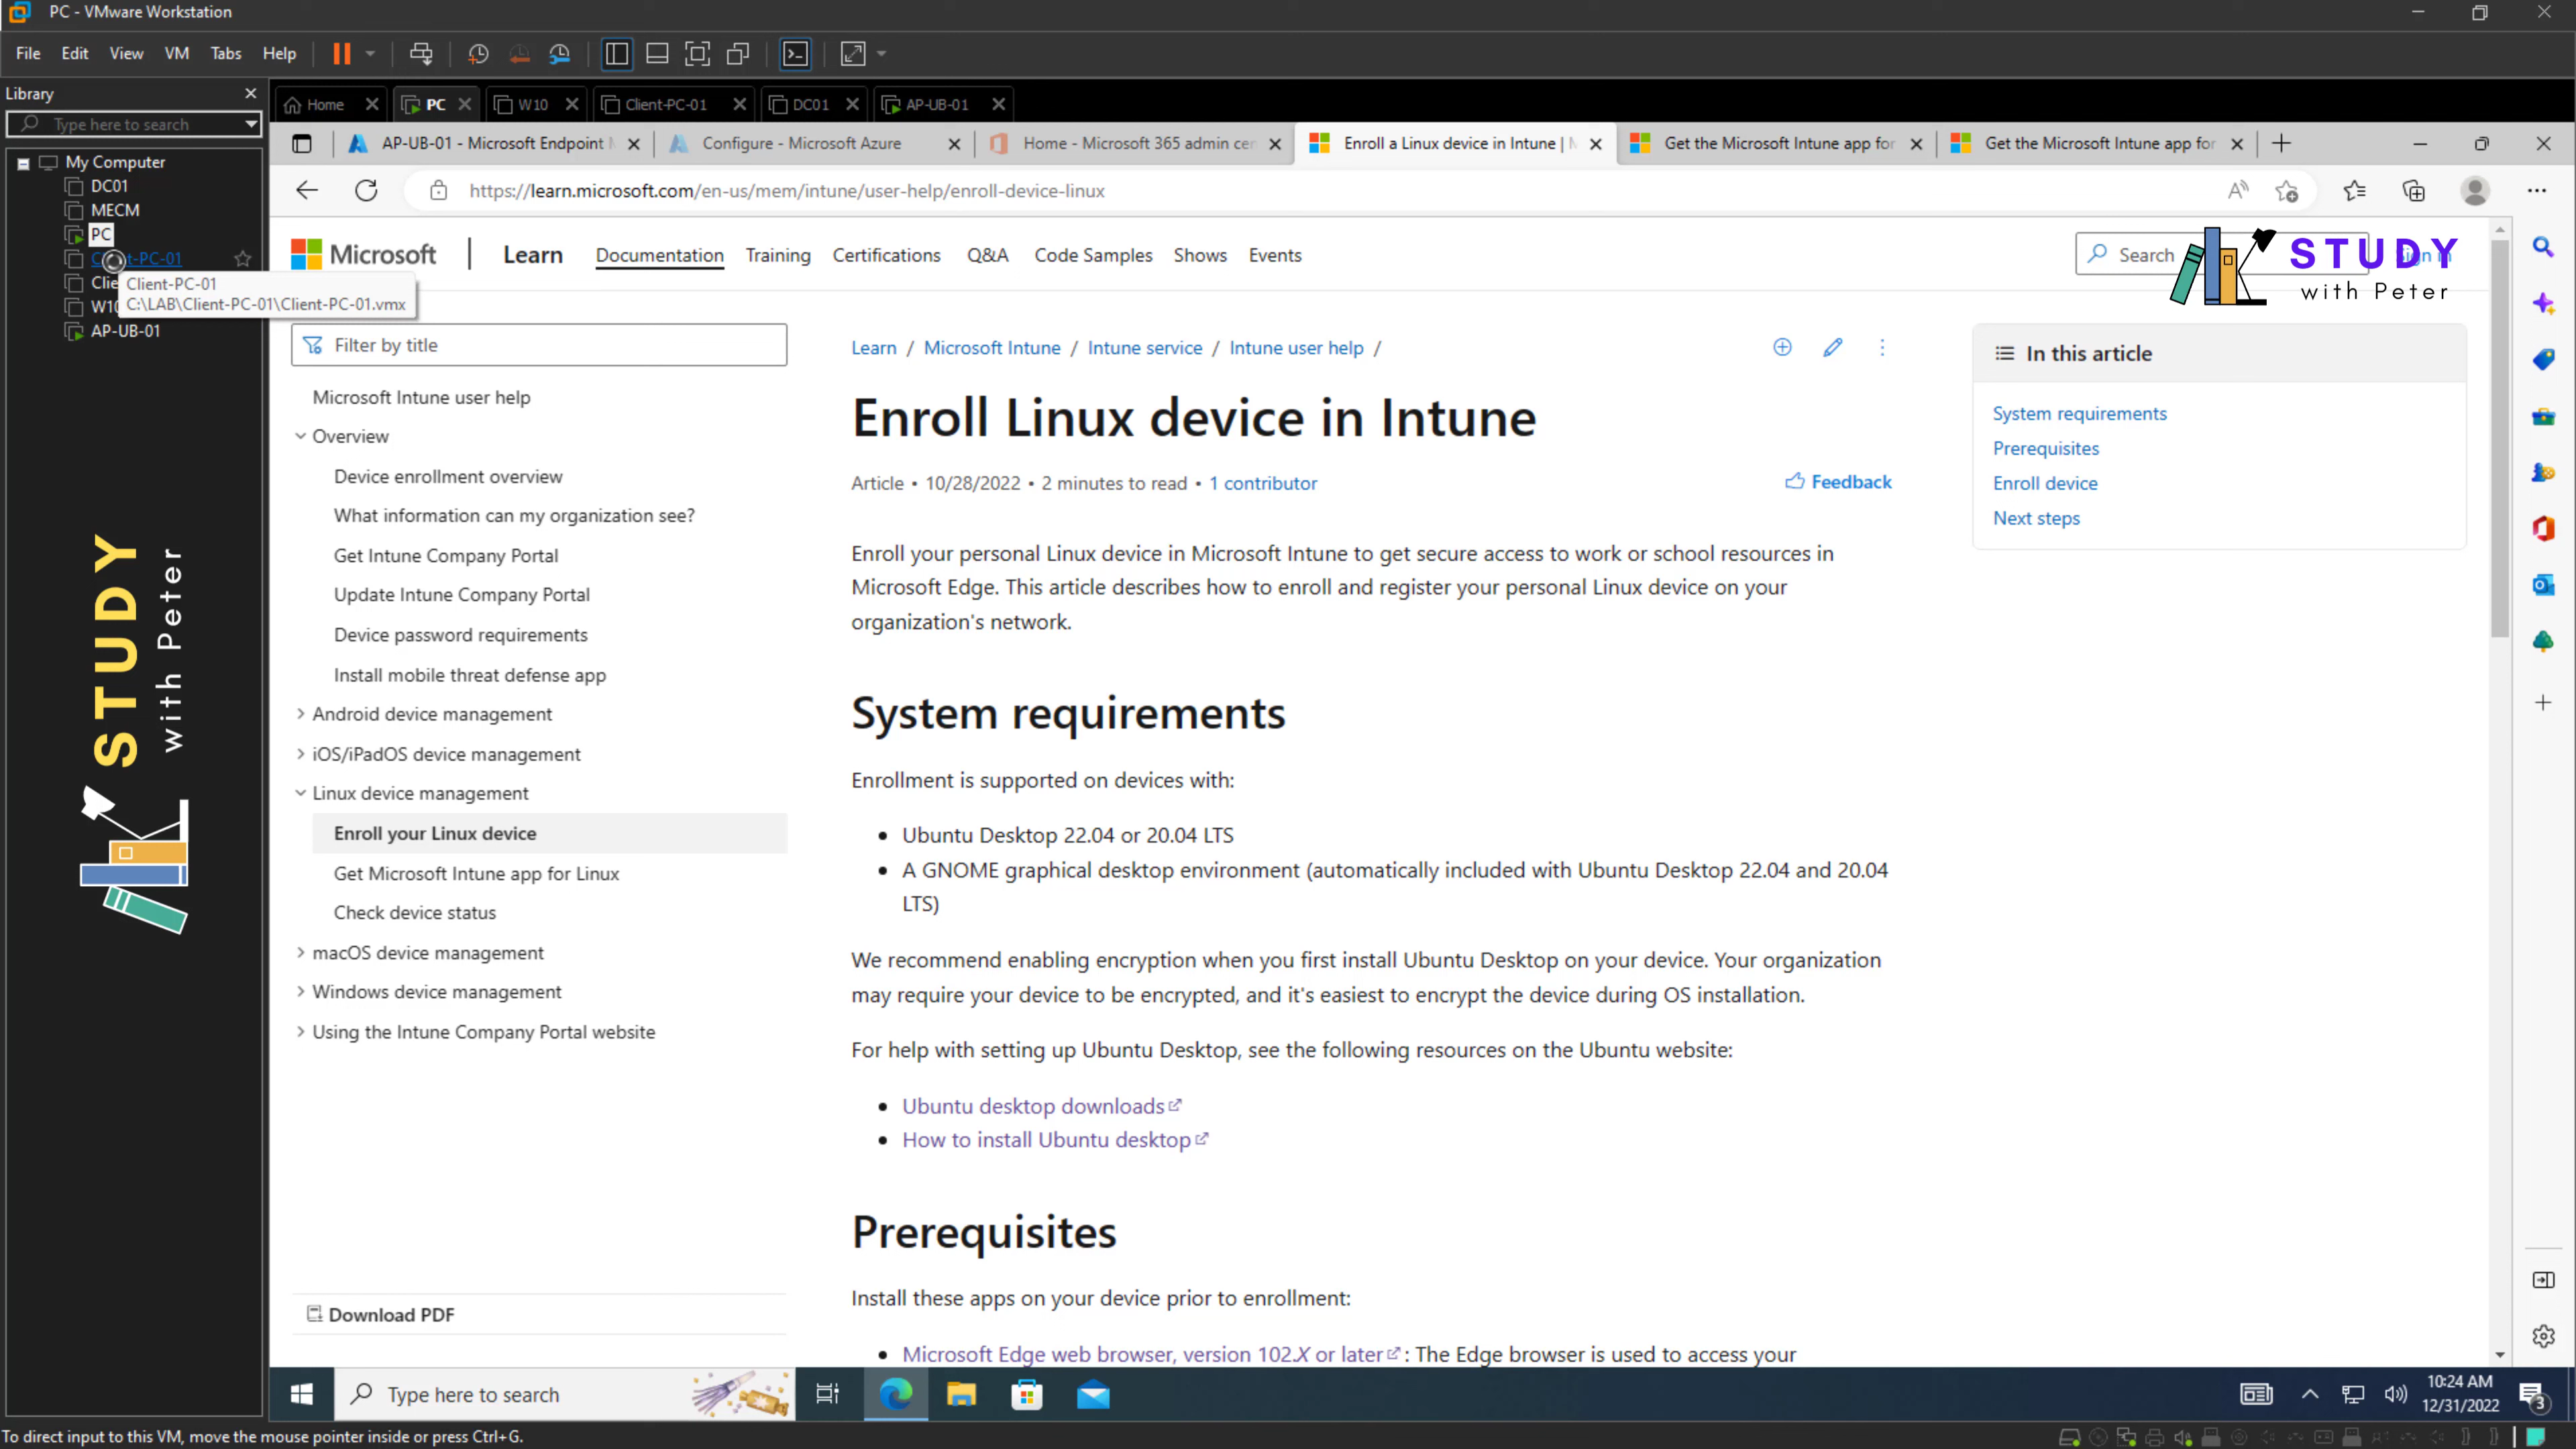 PC - VMware Workstation
File Edit View VM Tabs Help
Library
Type here to search
My Computer
DC01
MECM
PC
Client-PC-01
W10
AP-UB-01
Client-PC-01
C:\LAB\Client-PC-01\Client-PC-01.vmx
STUDY
with Peter
Home PC W10 Client-PC-01 DC01 AP-UB-01
AP-UB-01 - Microsoft Endpoint M Configure - Microsoft Azure Home - Microsoft 365 admin cen Enroll a Linux device in Intune | M Get the Microsoft Intune app for Get the Microsoft Intune app for
https://learn.microsoft.com/en-us/mem/intune/user-help/enroll-device-linux
Microsoft Learn Documentation Training Certifications Q&A Code Samples Shows Events Search Sign in
STUDY
with Peter
Filter by title
Microsoft Intune user help
Overview
Device enrollment overview
What information can my organization see?
Get Intune Company Portal
Update Intune Company Portal
Device password requirements
Install mobile threat defense app
Android device management
iOS/iPadOS device management
Linux device management
Enroll your Linux device
Get Microsoft Intune app for Linux
Check device status
macOS device management
Windows device management
Using the Intune Company Portal website
Download PDF
Learn / Microsoft Intune / Intune service / Intune user help /
Enroll Linux device in Intune
Article • 10/28/2022 • 2 minutes to read • 1 contributor
Feedback
Enroll your personal Linux device in Microsoft Intune to get secure access to work or school resources in
Microsoft Edge. This article describes how to enroll and register your personal Linux device on your
organization's network.
System requirements
Enrollment is supported on devices with:
• Ubuntu Desktop 22.04 or 20.04 LTS
• A GNOME graphical desktop environment (automatically included with Ubuntu Desktop 22.04 and 20.04
LTS)
We recommend enabling encryption when you first install Ubuntu Desktop on your device. Your organization
may require your device to be encrypted, and it's easiest to encrypt the device during OS installation.
For help with setting up Ubuntu Desktop, see the following resources on the Ubuntu website:
• Ubuntu desktop downloads
• How to install Ubuntu desktop
Prerequisites
Install these apps on your device prior to enrollment:
• Microsoft Edge web browser, version 102.X or later : The Edge browser is used to access your
In this article
System requirements
Prerequisites
Enroll device
Next steps
Type here to search
10:24 AM
12/31/2022
3
To direct input to this VM, move the mouse pointer inside or press Ctrl+G.